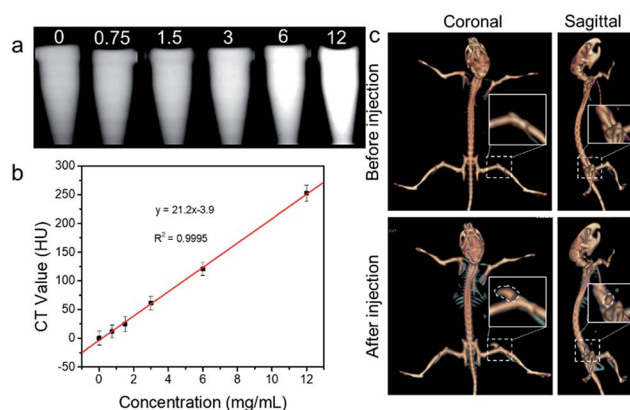 a
0 0.75 1.5 3 6 12
b
300
250
200
150
100
50
0
-50
CT Value (HU)
y = 21.2x-3.9
R² = 0.9995
0 2 4 6 8 10 12
Concentration (mg/mL)
c
Coronal Sagittal
Before injection
After injection